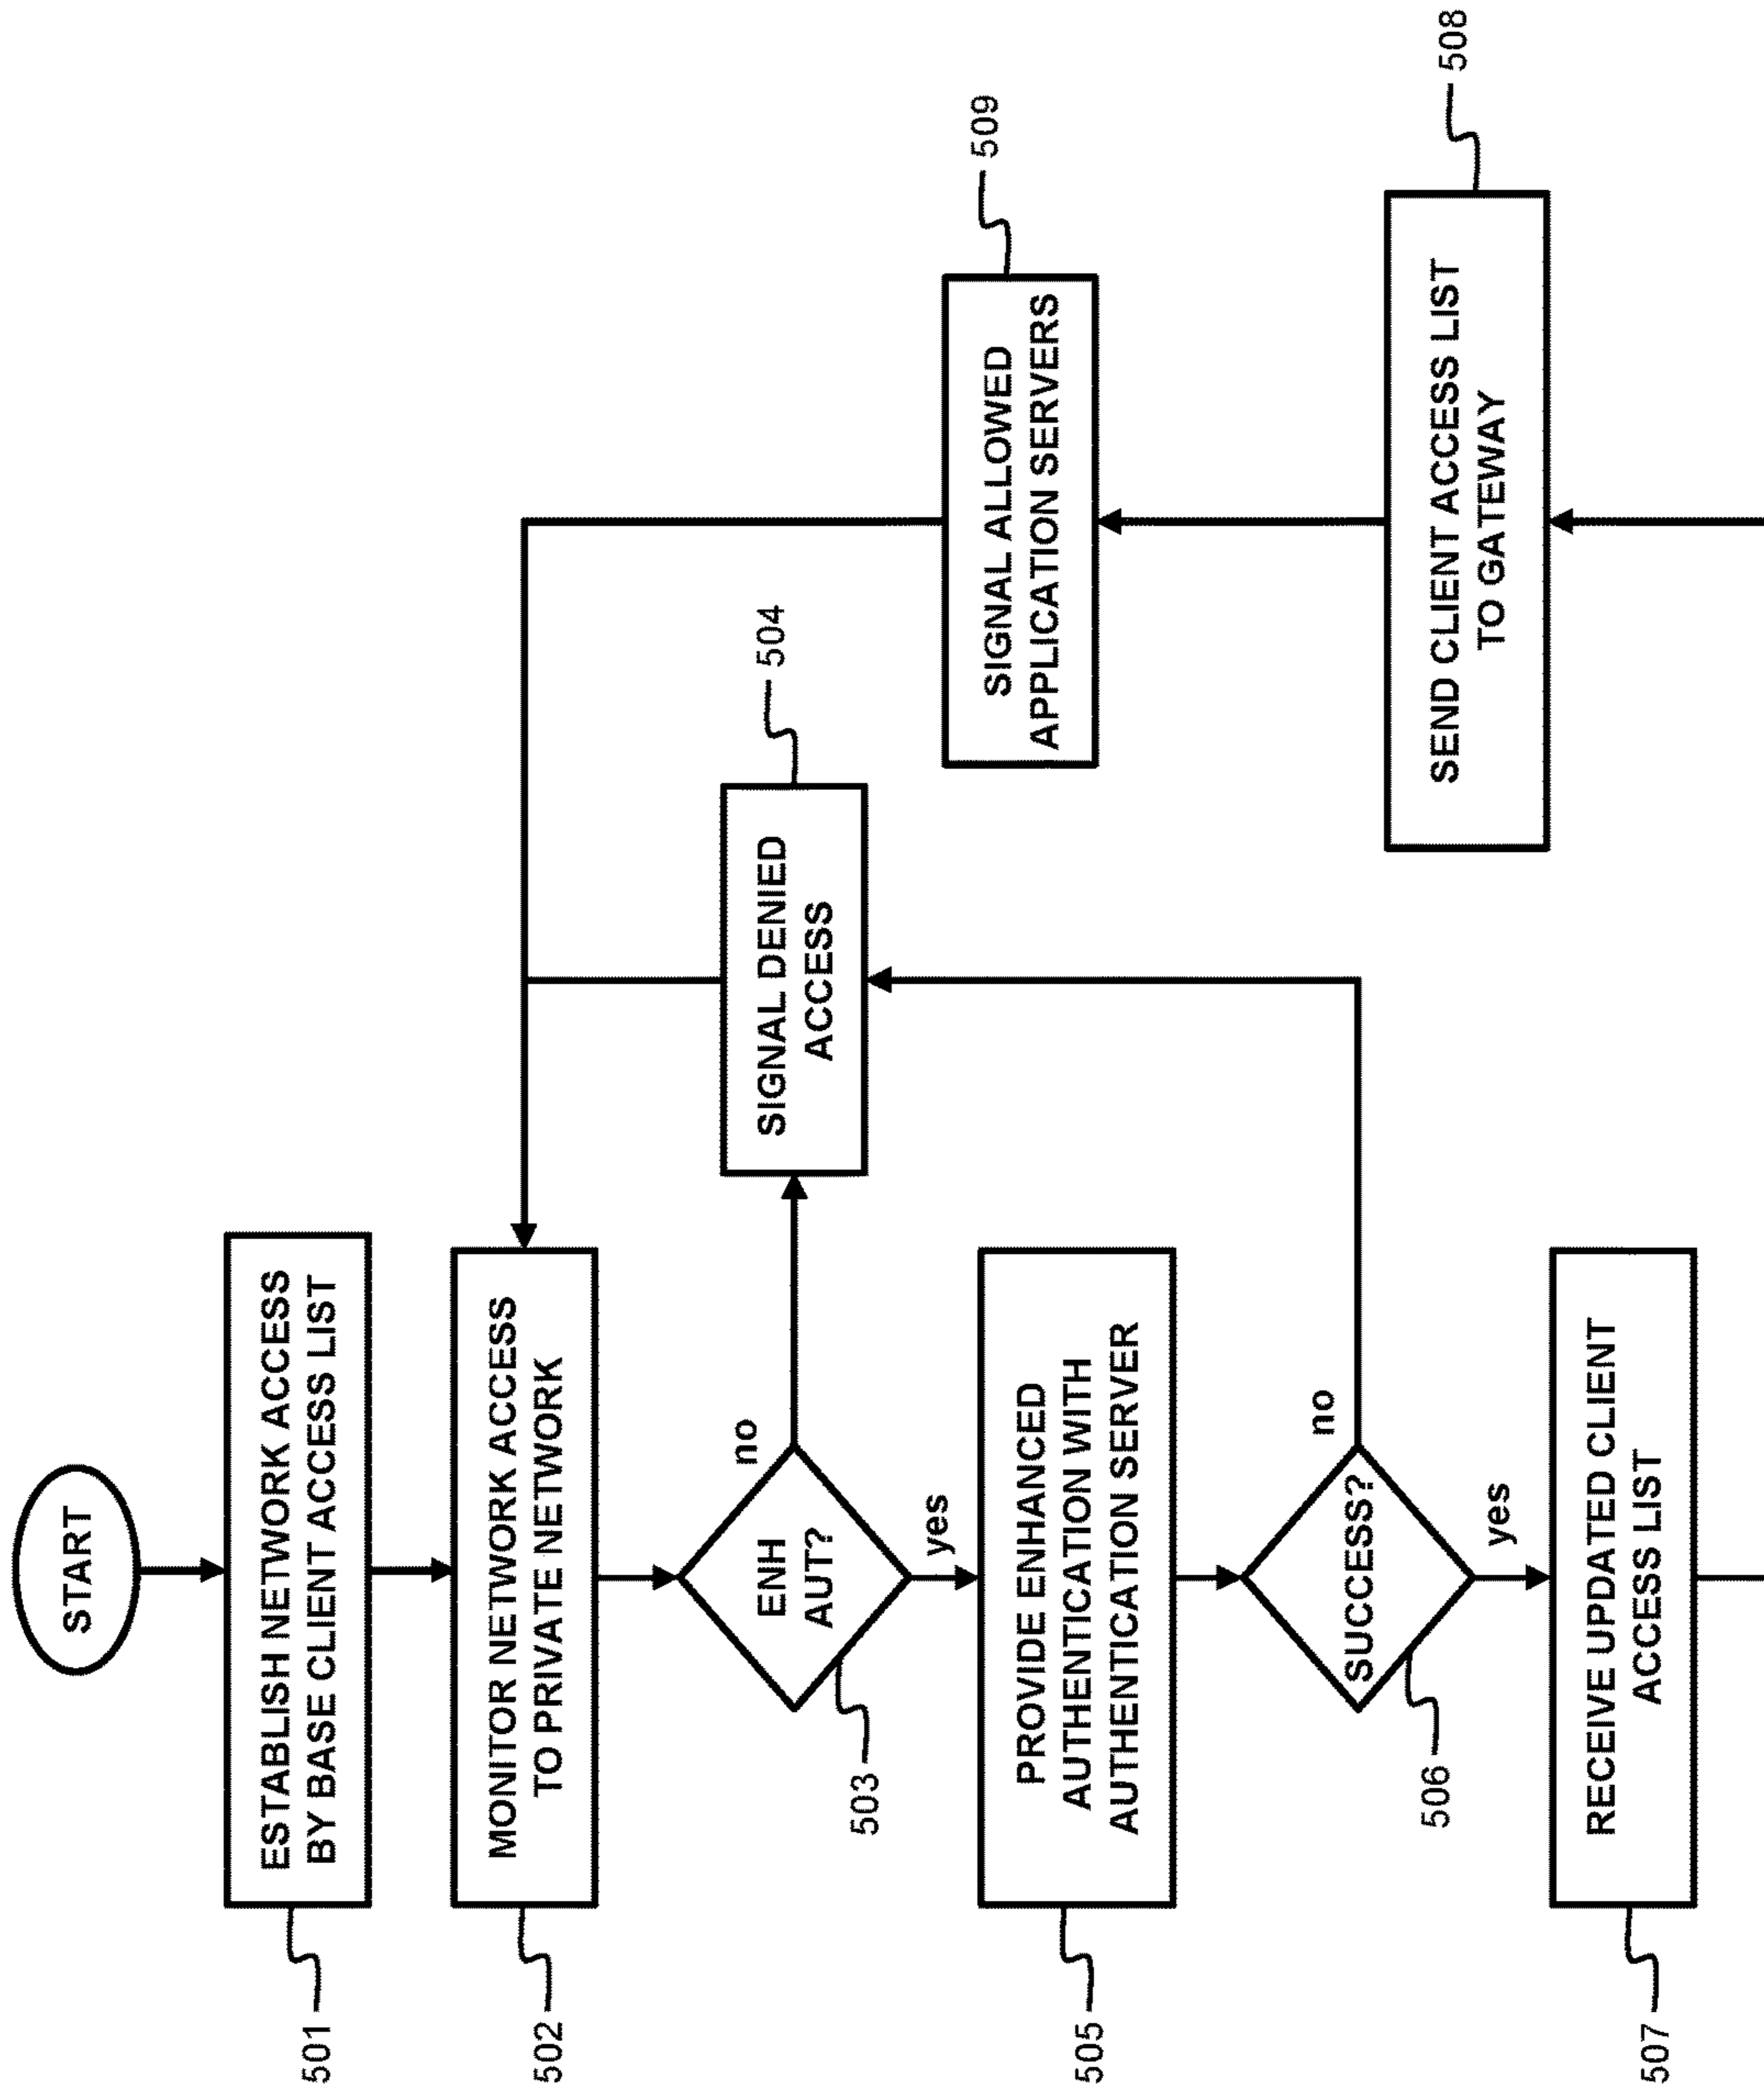 START
501
ESTABLISH NETWORK ACCESS
BY BASE CLIENT ACCESS LIST
502
MONITOR NETWORK ACCESS
TO PRIVATE NETWORK
503
ENH
AUT?
no
yes
504
SIGNAL DENIED
ACCESS
505
PROVIDE ENHANCED
AUTHENTICATION WITH
AUTHENTICATION SERVER
506
SUCCESS?
no
yes
507
RECEIVE UPDATED CLIENT
ACCESS LIST
508
SEND CLIENT ACCESS LIST
TO GATEWAY
509
SIGNAL ALLOWED
APPLICATION SERVERS